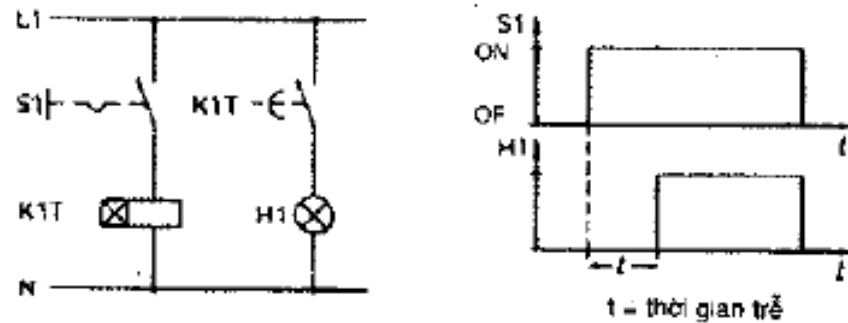 L1
S1
K1T
K1T
H1
N
S1
ON
OF
t
H1
t
t
t = thời gian trễ